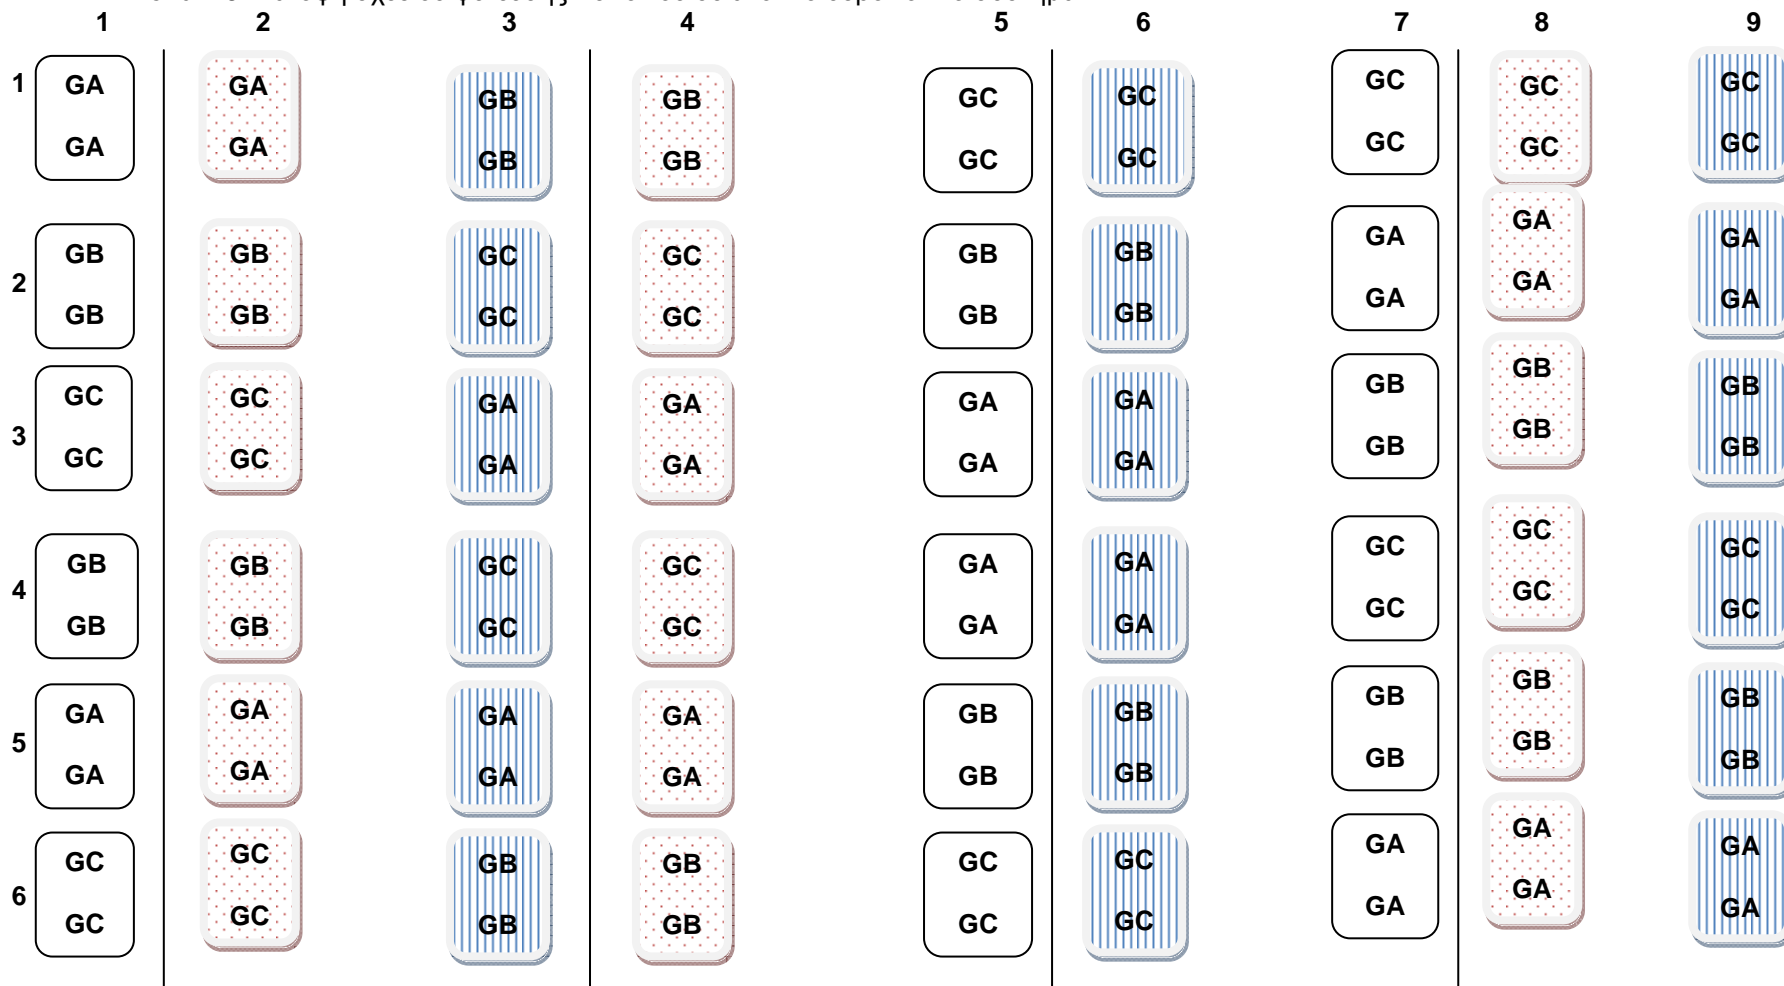 1 2 3 4 5 6 7 8 9
1 GA GA GB GB GC GC GC GC GC
GA GA GB GB GC GC GC GC GC
2 GB GB GC GC GB GB GA GA GA
GB GB GC GC GB GB GA GA GA
3 GC GC GA GA GA GA GB GB GB
GC GC GA GA GA GA GB GB GB
4 GB GB GC GC GA GA GC GC GC
GB GB GC GC GA GA GC GC GC
5 GA GA GA GA GB GB GB GB GB
GA GA GA GA GB GB GB GB GB
6 GC GC GB GB GC GC GA GA GA
GC GC GB GB GC GC GA GA GA